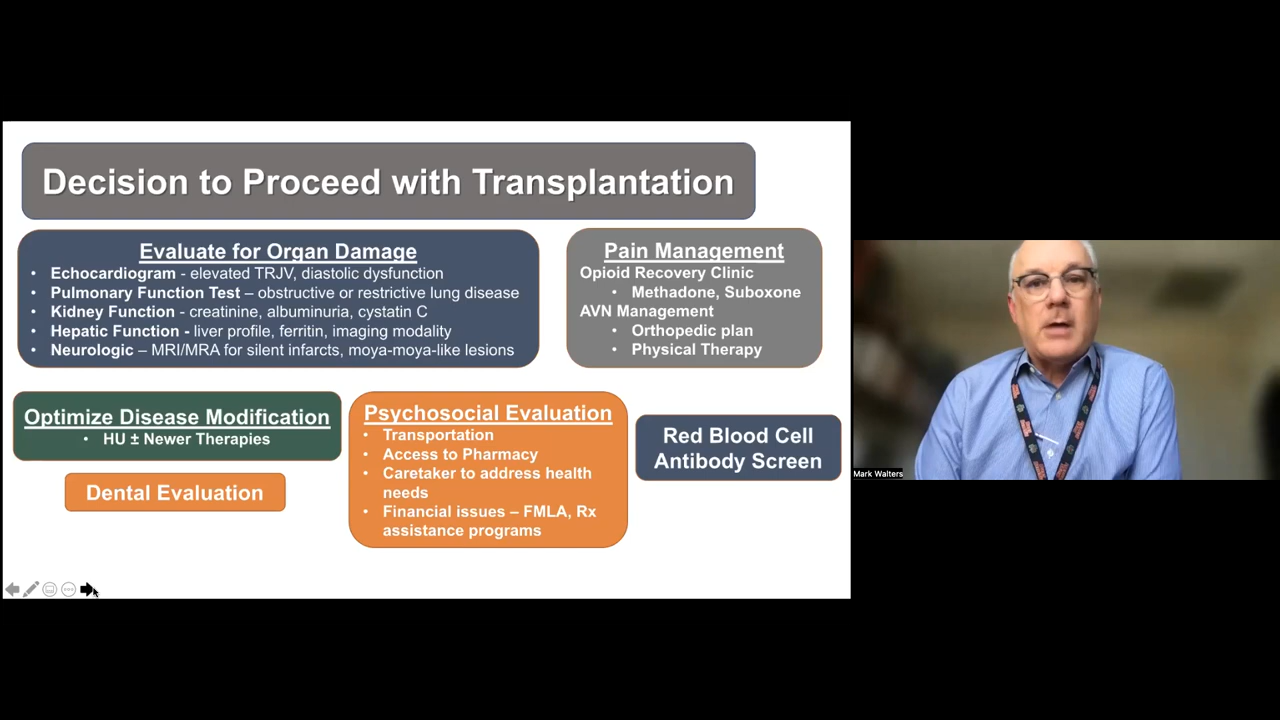 Decision to Proceed with Transplantation
Evaluate for Organ Damage
• Echocardiogram - elevated TRJV, diastolic dysfunction
• Pulmonary Function Test – obstructive or restrictive lung disease
• Kidney Function - creatinine, albuminuria, cystatin C
• Hepatic Function - liver profile, ferritin, imaging modality
• Neurologic – MRI/MRA for silent infarcts, moya-moya-like lesions
Pain Management
Opioid Recovery Clinic
• Methadone, Suboxone
AVN Management
• Orthopedic plan
• Physical Therapy
Optimize Disease Modification
• HU ± Newer Therapies
Dental Evaluation
Psychosocial Evaluation
• Transportation
• Access to Pharmacy
• Caretaker to address health
needs
• Financial issues – FMLA, Rx
assistance programs
Red Blood Cell
Antibody Screen
Mark Walters